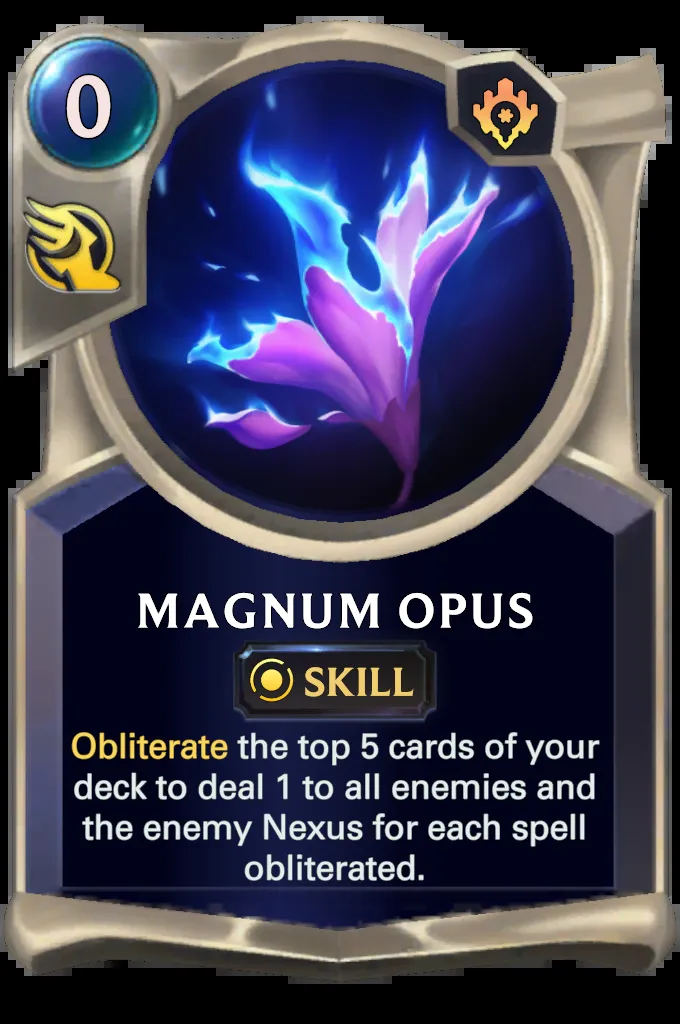 0
MAGNUM OPUS
SKILL
Obliterate the top 5 cards of your
deck to deal 1 to all enemies and
the enemy Nexus for each spell
obliterated.